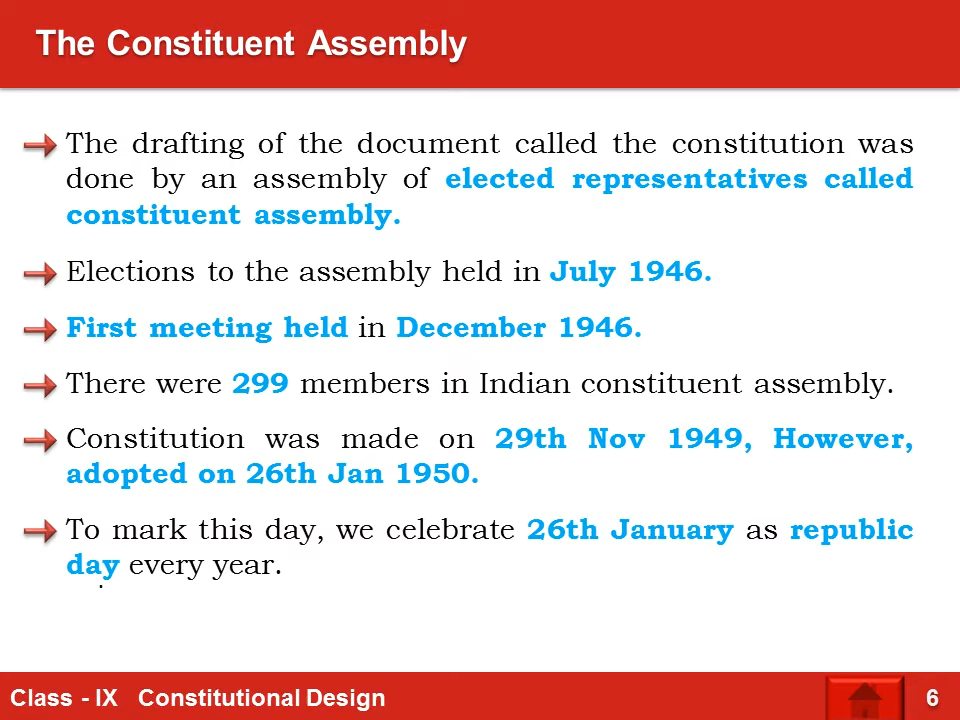 The Constituent Assembly
The drafting of the document called the constitution was
done by an assembly of elected representatives called
constituent assembly.
Elections to the assembly held in July 1946.
First meeting held in December 1946.
There were 299 members in Indian constituent assembly.
Constitution was made on 29th Nov 1949, However,
adopted on 26th Jan 1950.
To mark this day, we celebrate 26th January as republic
day every year.
.
Class - IX Constitutional Design 6